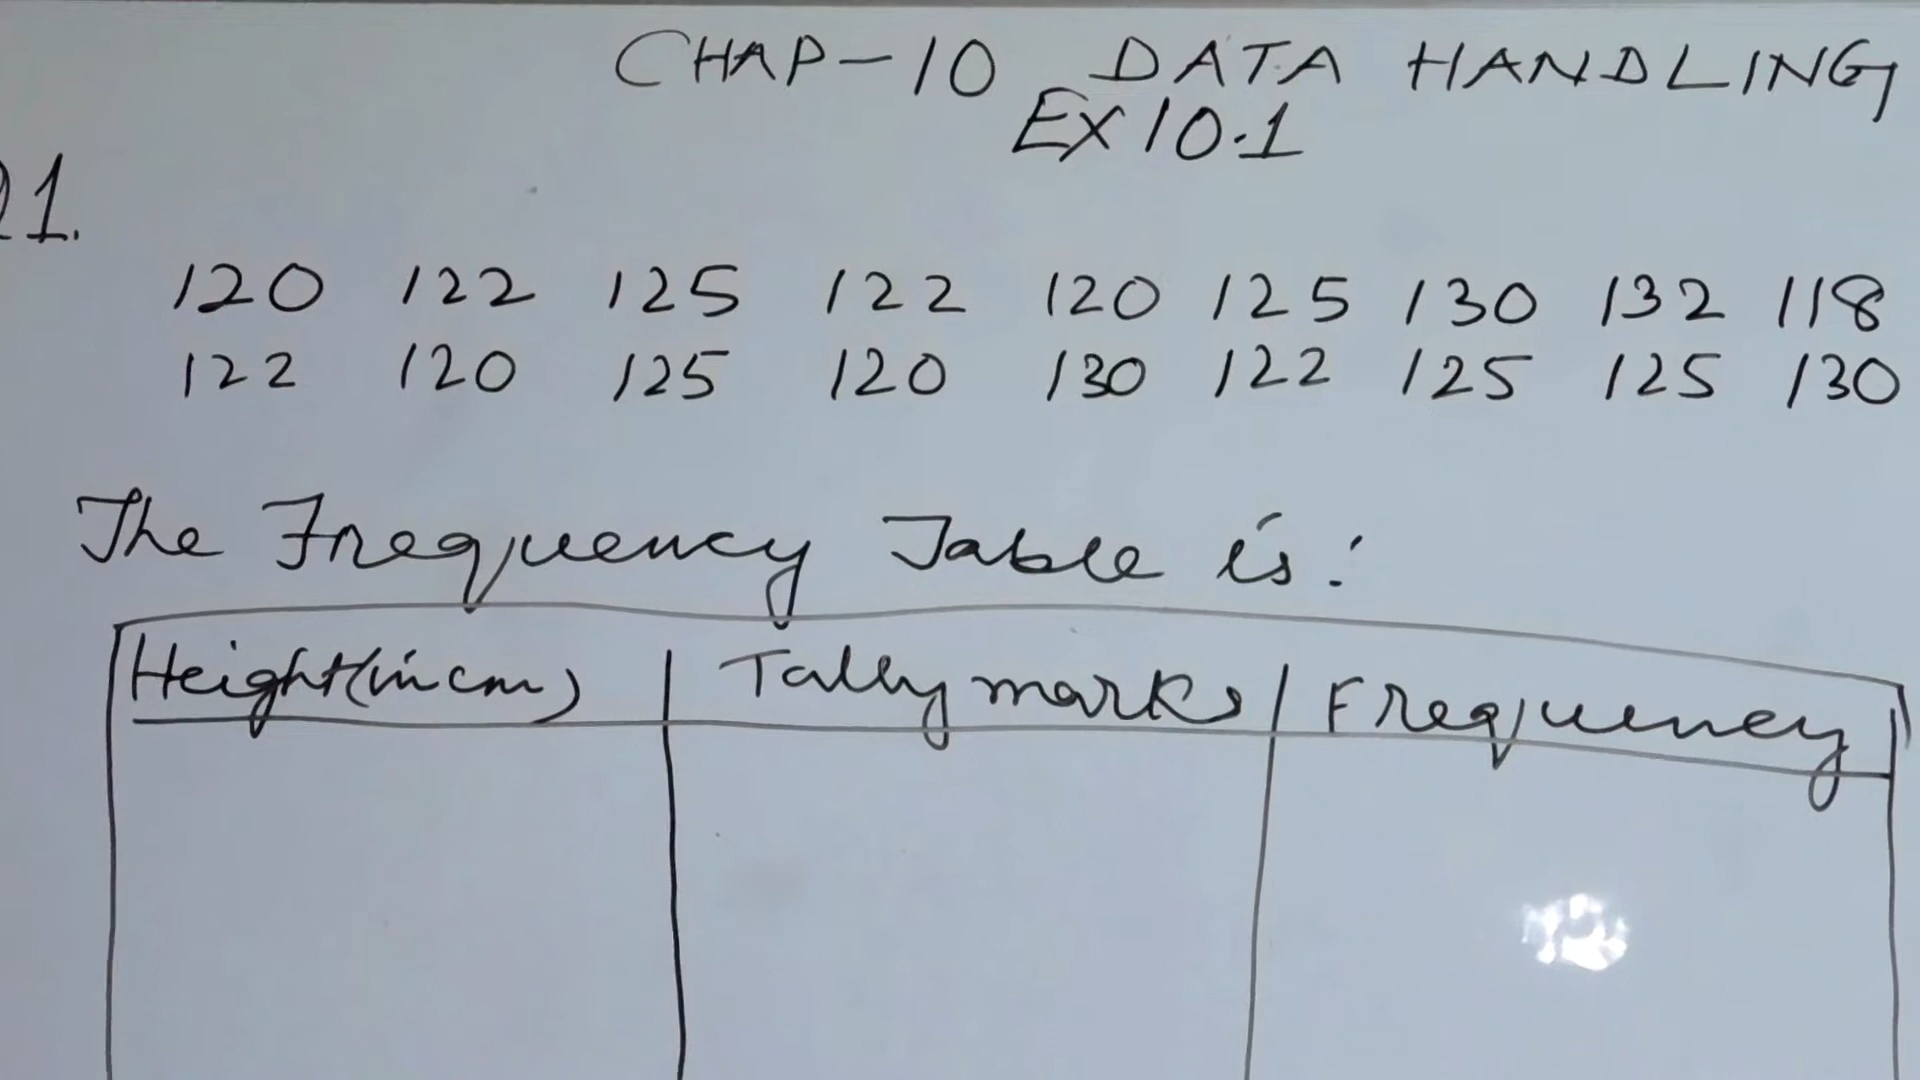 CHAP-10 DATA HANDLING
EX 10.1
Q1.
120 122 125 122 120 125 130 132 118
122 120 125 120 130 122 125 125 130
The Frequency Table is:
Height(in cm) Tally marks Frequency